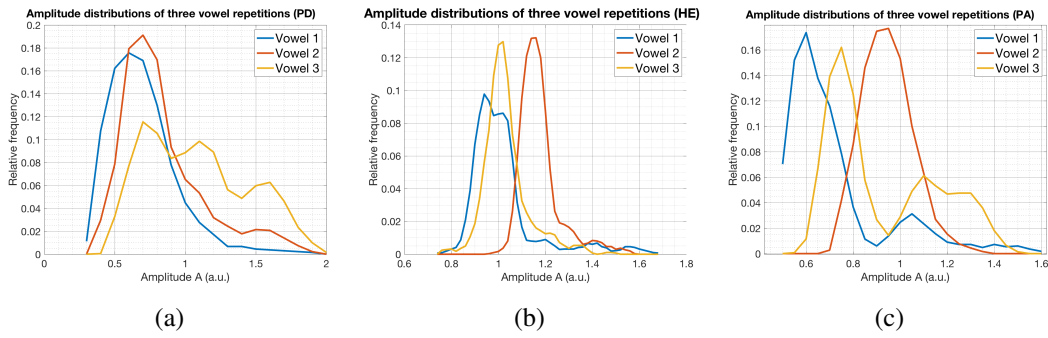 Amplitude distributions of three vowel repetitions (PD)
0.2
0.18
0.16
0.14
0.12
0.1
0.08
0.06
0.04
0.02
0
Relative frequency
Vowel 1
Vowel 2
Vowel 3
0
0.5
1
1.5
2
Amplitude A (a.u.)
(a)
Amplitude distributions of three vowel repetitions (HE)
0.14
0.12
0.1
0.08
0.06
0.04
0.02
0
Relative frequency
Vowel 1
Vowel 2
Vowel 3
0.6
0.8
1
1.2
1.4
1.6
1.8
Amplitude A (a.u.)
(b)
Amplitude distributions of three vowel repetitions (PA)
0.18
0.16
0.14
0.12
0.1
0.08
0.06
0.04
0.02
0
Relative frequency
Vowel 1
Vowel 2
Vowel 3
0.6
0.8
1
1.2
1.4
1.6
Amplitude A (a.u.)
(c)